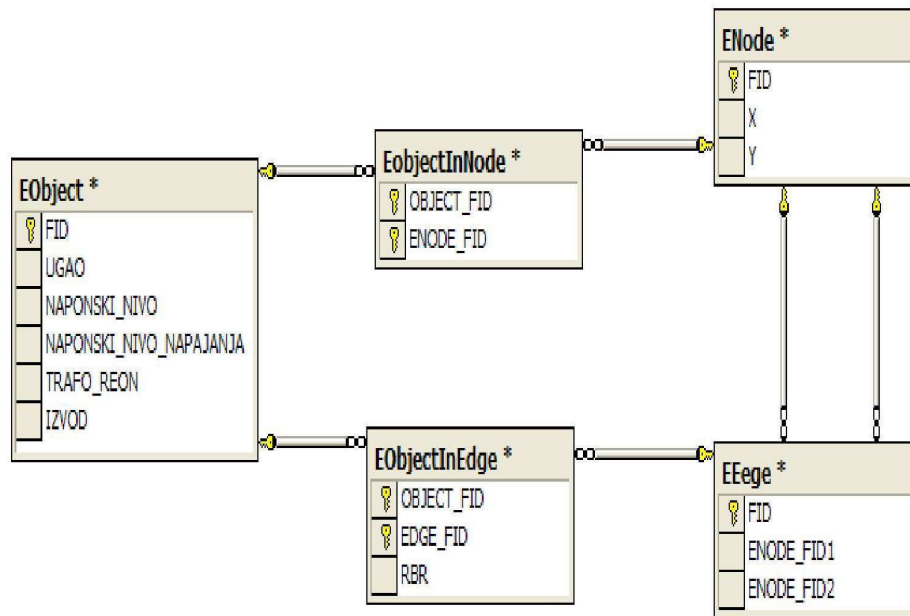 EObject *
FID
UGAO
NAPONSKI_NIVO
NAPONSKI_NIVO_NAPAJANJA
TRAFO_REON
IZVOD
EobjectInNode *
OBJECT_FID
ENODE_FID
ENode *
FID
X
Y
EObjectInEdge *
OBJECT_FID
EDGE_FID
RBR
EEege *
FID
ENODE_FID1
ENODE_FID2